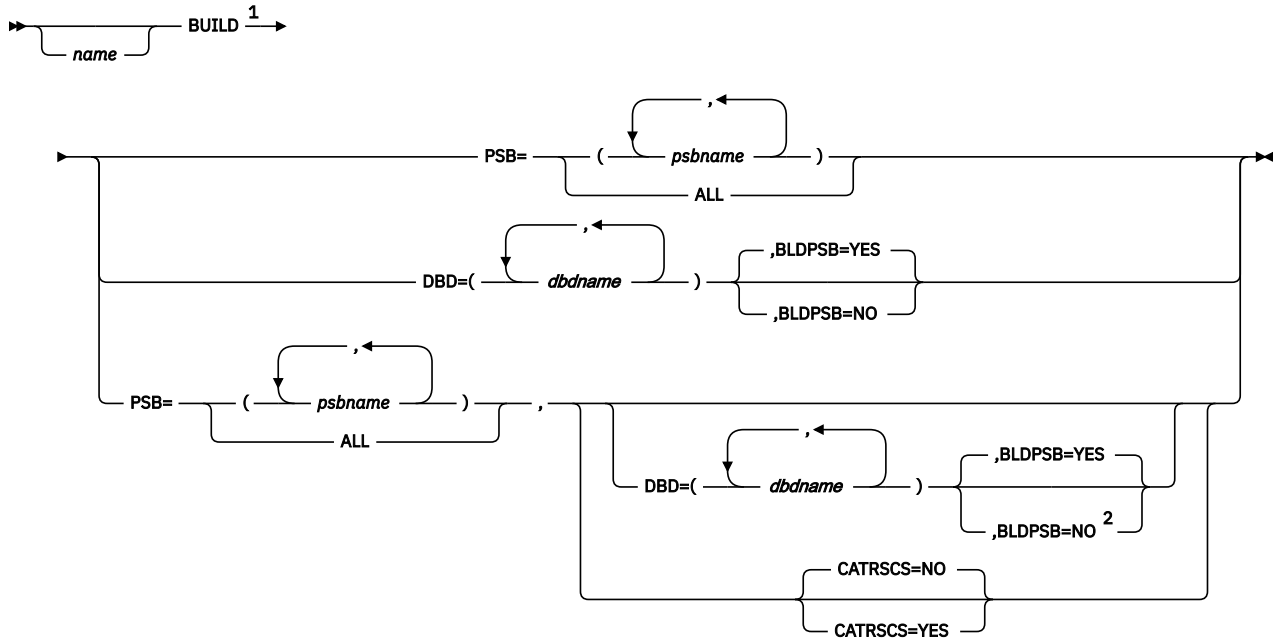 BUILD 1
name
,
PSB= ( psbname )
ALL
,
,BLDPSB=YES
DBD=( dbdname )
,BLDPSB=NO
,
PSB= ( psbname ) ,
ALL
,
,BLDPSB=YES
DBD=( dbdname )
,BLDPSB=NO 2
CATRSCS=NO
CATRSCS=YES